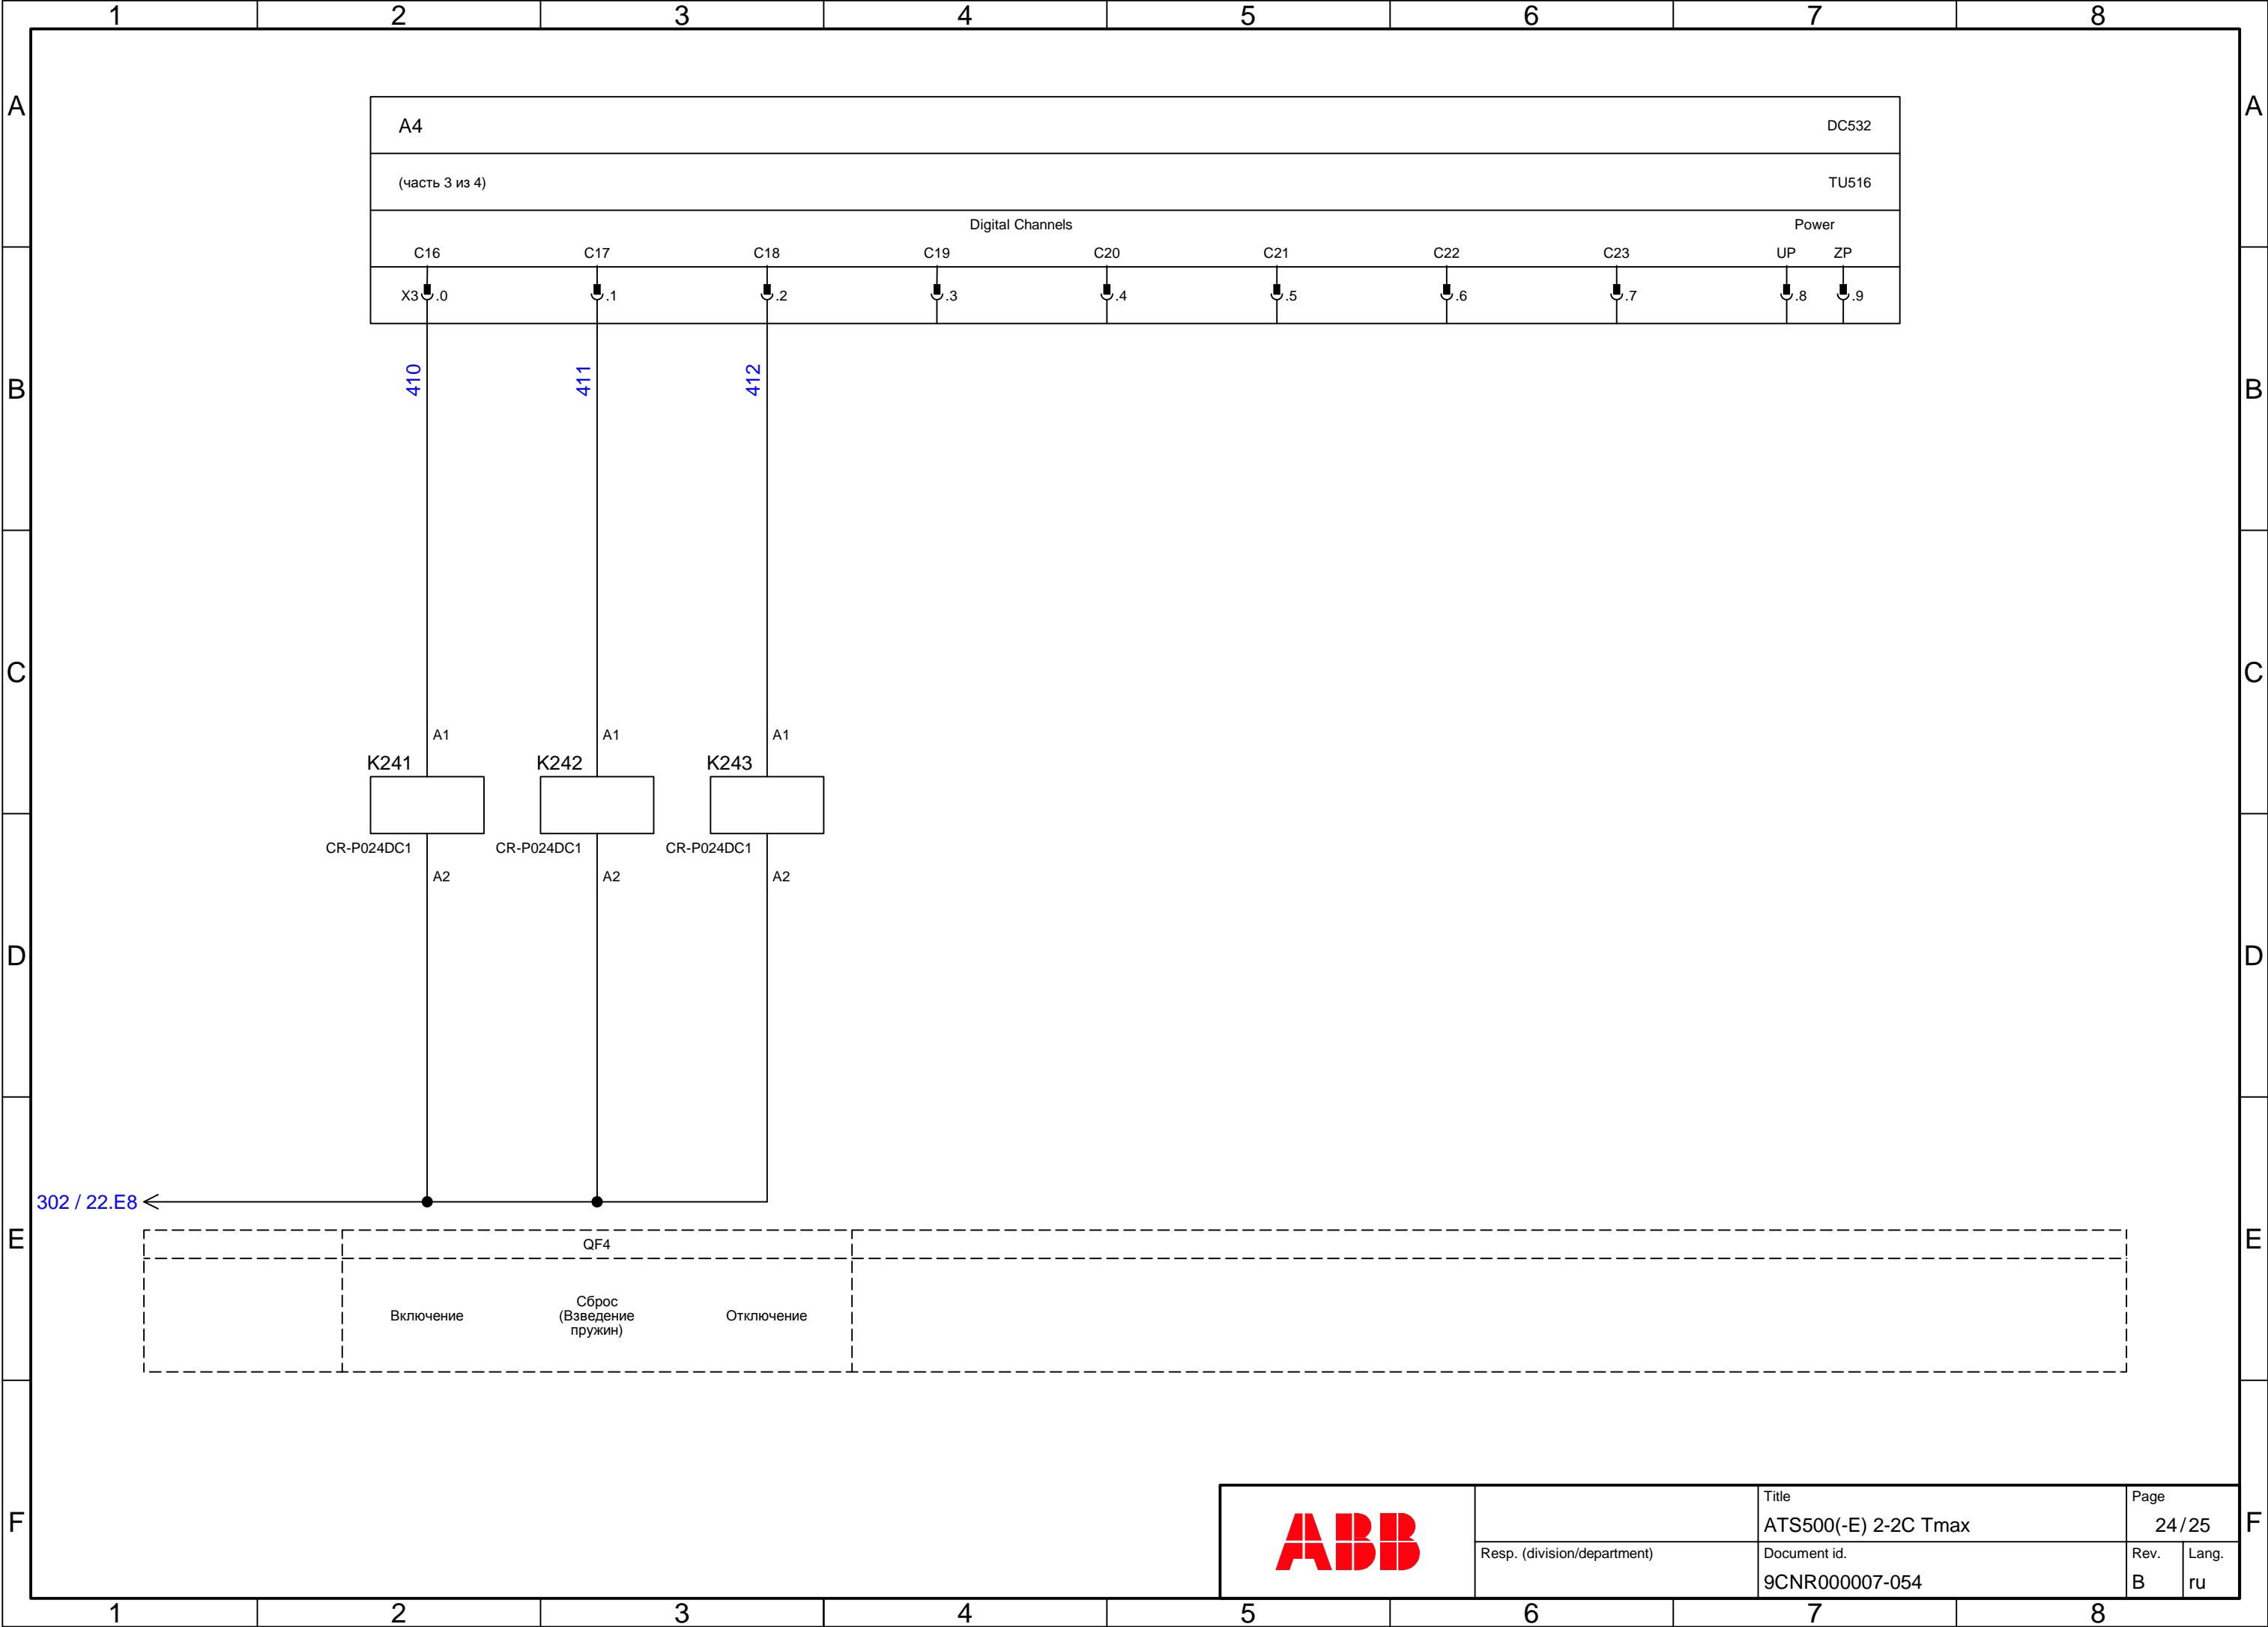 1 2 3 4 5 6 7 8
A A
A4 DC532
(часть 3 из 4) TU516
Digital Channels Power
C16 C17 C18 C19 C20 C21 C22 C23 UP ZP
X3 .0 .1 .2 .3 .4 .5 .6 .7 .8 .9
410 411 412
B B
C C
A1 A1 A1
K241 K242 K243
CR-P024DC1 CR-P024DC1 CR-P024DC1
A2 A2 A2
D D
302 / 22.E8
E E
QF4
Включение
Сброс
(Взведение
пружин)
Отключение
F F
ABB
Title
ATS500(-E) 2-2C Tmax
Page
24/25
Resp. (division/department)
Document id.
9CNR000007-054
Rev.
B
Lang.
ru
1 2 3 4 5 6 7 8